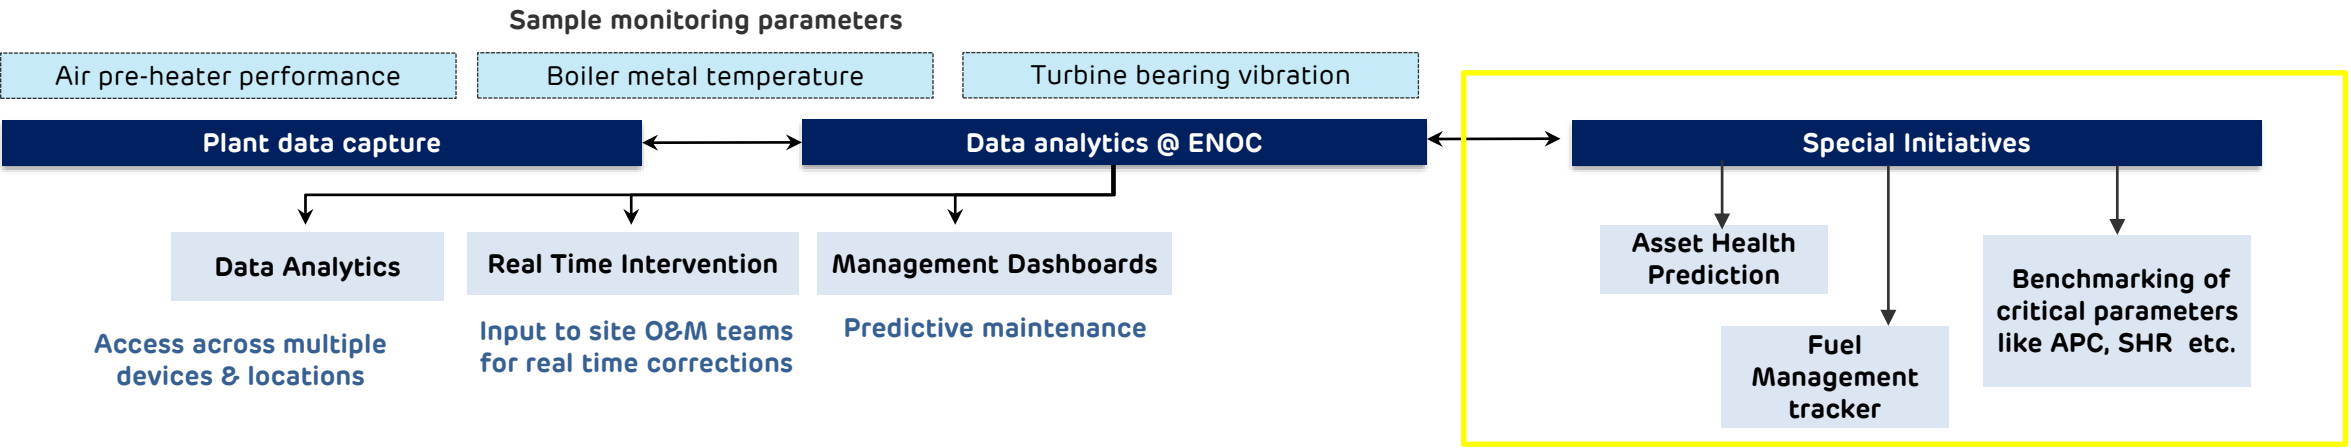 Sample monitoring parameters
Air pre-heater performance
Boiler metal temperature
Turbine bearing vibration
Plant data capture
Data analytics @ ENOC
Special Initiatives
Data Analytics
Real Time Intervention
Management Dashboards
Access across multiple
devices & locations
Input to site O&M teams
for real time corrections
Predictive maintenance
Asset Health
Prediction
Fuel
Management
tracker
Benchmarking of
critical parameters
like APC, SHR etc.